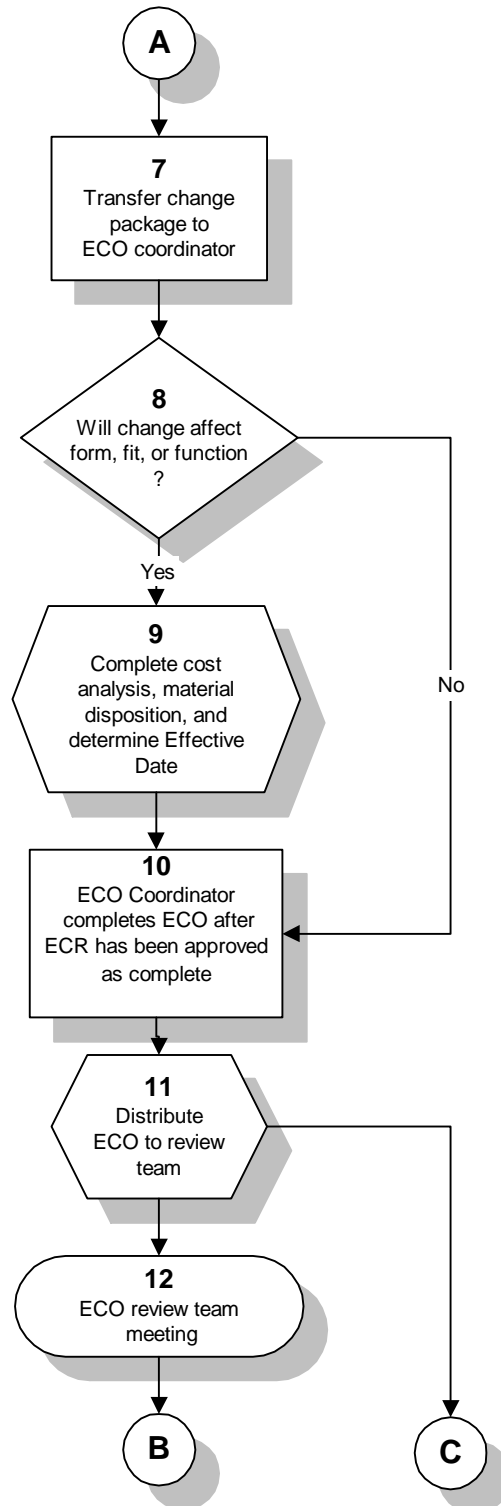 A
7
Transfer change
package to
ECO coordinator
8
Will change affect
form, fit, or function
?
Yes
No
9
Complete cost
analysis, material
disposition, and
determine Effective
Date
10
ECO Coordinator
completes ECO after
ECR has been approved
as complete
11
Distribute
ECO to review
team
12
ECO review team
meeting
B
C